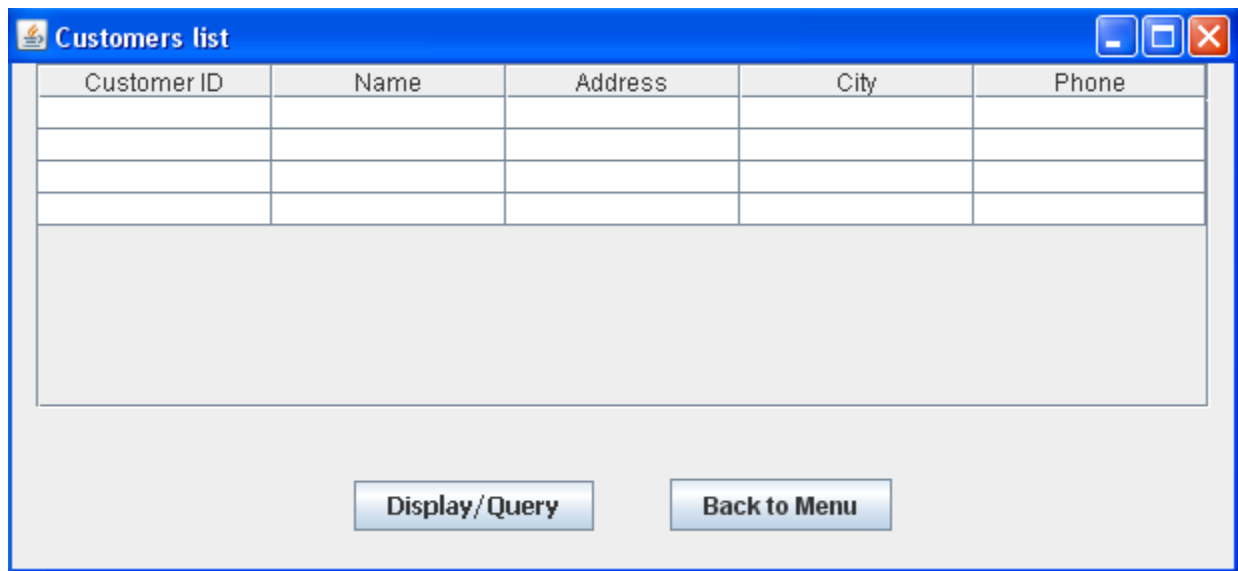 Customers list
Customer ID Name Address City Phone
Display/Query Back to Menu